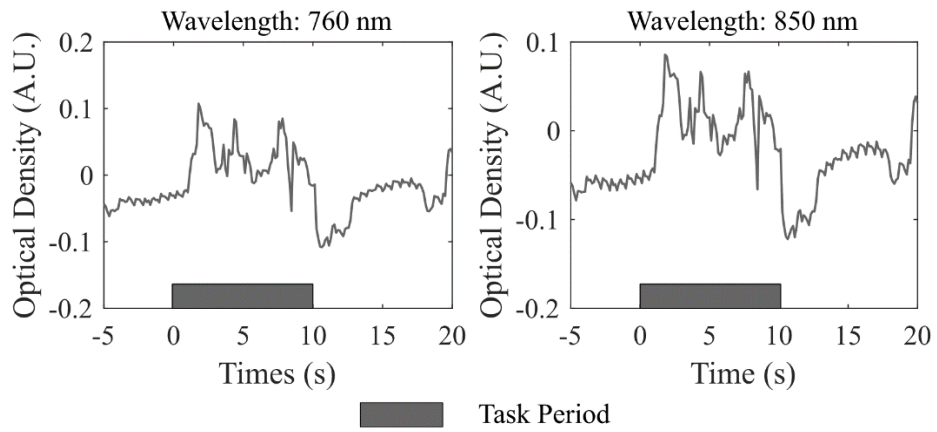 Wavelength: 760 nm
Optical Density (A.U.)
0.2
0.1
0
-0.1
-0.2
-5 0 5 10 15 20
Times (s)
Wavelength: 850 nm
Optical Density (A.U.)
0.1
0
-0.1
-0.2
-5 0 5 10 15 20
Time (s)
Task Period